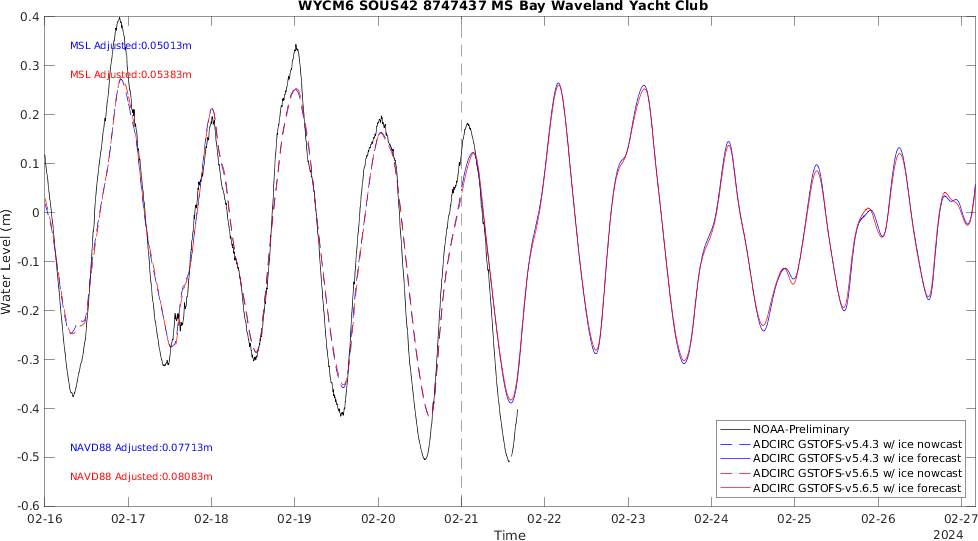 WYCM6 SOUS42 8747437 MS Bay Waveland Yacht Club
0.4
0.3
0.2
0.1
0
-0.1
-0.2
-0.3
-0.4
-0.5
-0.6
Water Level (m)
MSL Adjusted:0.05013m
MSL Adjusted:0.05383m
NAVD88 Adjusted:0.07713m
NAVD88 Adjusted:0.08083m
NOAA-Preliminary
ADCIRC GSTOFS-v5.4.3 w/ ice nowcast
ADCIRC GSTOFS-v5.4.3 w/ ice forecast
ADCIRC GSTOFS-v5.6.5 w/ ice nowcast
ADCIRC GSTOFS-v5.6.5 w/ ice forecast
02-16 02-17 02-18 02-19 02-20 02-21 02-22 02-23 02-24 02-25 02-26 02-27
Time
2024